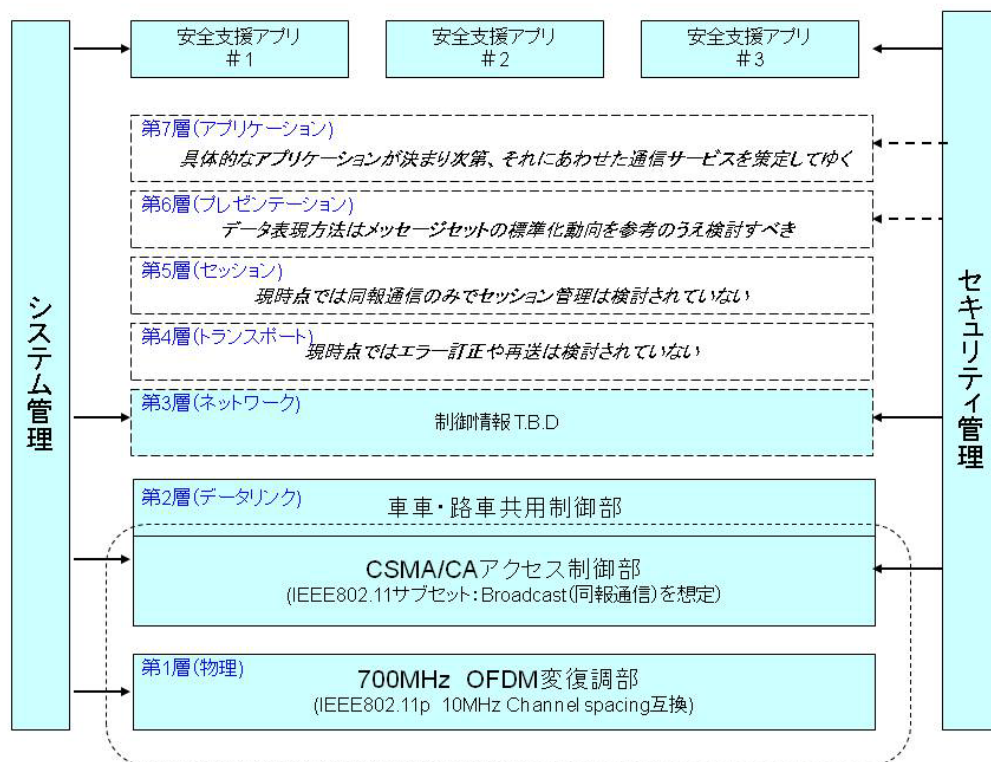 安全支援アプリ
#1
安全支援アプリ
#2
安全支援アプリ
#3
システム管理
セキュリティ管理
第7層(アプリケーション)
具体的なアプリケーションが決まり次第、それにあわせた通信サービスを策定してゆく
第6層(プレゼンテーション)
データ表現方法はメッセージセットの標準化動向を参考のうえ検討すべき
第5層(セッション)
現時点では同報通信のみでセッション管理は検討されていない
第4層(トランスポート)
現時点ではエラー訂正や再送は検討されていない
第3層(ネットワーク)
制御情報T.B.D
第2層(データリンク)
車車・路車共用制御部
CSMA/CAアクセス制御部
(IEEE802.11サブセット:Broadcast(同報通信)を想定)
第1層(物理)
700MHz OFDM変復調部
(IEEE802.11p 10MHz Channel spacing互換)